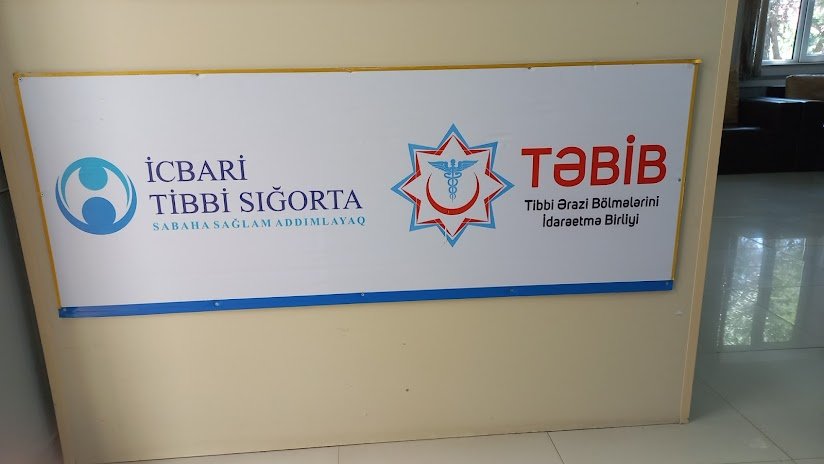 İCBARİ
TİBBİ SIĞORTA
SABAHA SAĞLAM ADDIMLAYAQ
TƏBİB
Tibbi Ərazi Bölmələrini
İdarəetmə Birliyi